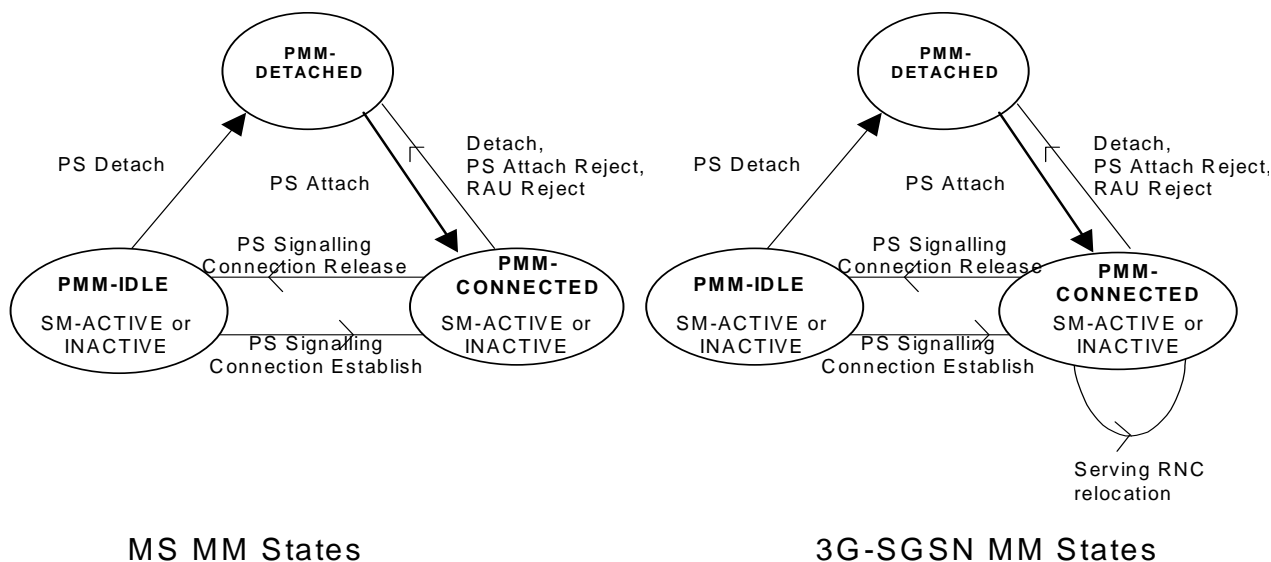 PMM-
DETACHED
PS Detach
PS Attach
Detach,
PS Attach Reject,
RAU Reject
PS Signalling
Connection Release
PMM-IDLE
SM-ACTIVE or
INACTIVE
PMM-
CONNECTED
SM-ACTIVE or
INACTIVE
PS Signalling
Connection Establish
MS MM States
PMM-
DETACHED
PS Detach
PS Attach
Detach,
PS Attach Reject,
RAU Reject
PS Signalling
Connection Release
PMM-IDLE
SM-ACTIVE or
INACTIVE
PMM-
CONNECTED
SM-ACTIVE or
INACTIVE
PS Signalling
Connection Establish
Serving RNC
relocation
3G-SGSN MM States